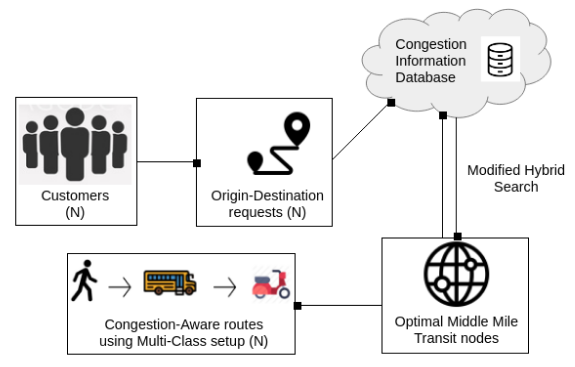 Congestion
Information
Database
Customers
(N)
Origin-Destination
requests (N)
Modified Hybrid
Search
Congestion-Aware routes
using Multi-Class setup (N)
Optimal Middle Mile
Transit nodes